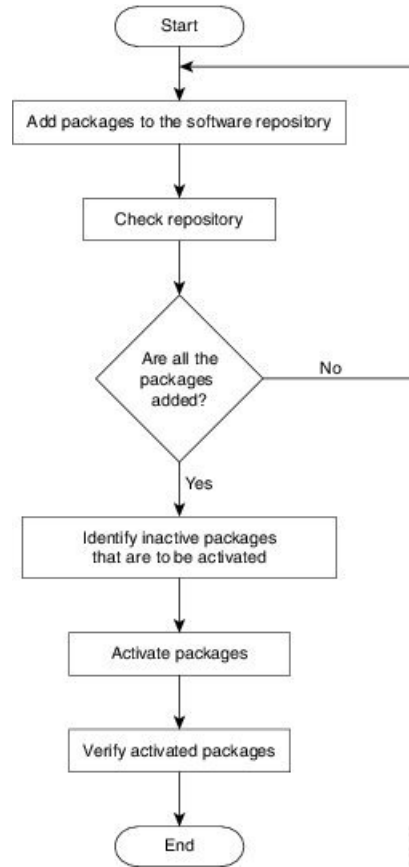 Start
Add packages to the software repository
Check repository
Are all the
packages
added?
No
Yes
Identify inactive packages
that are to be activated
Activate packages
Verify activated packages
End